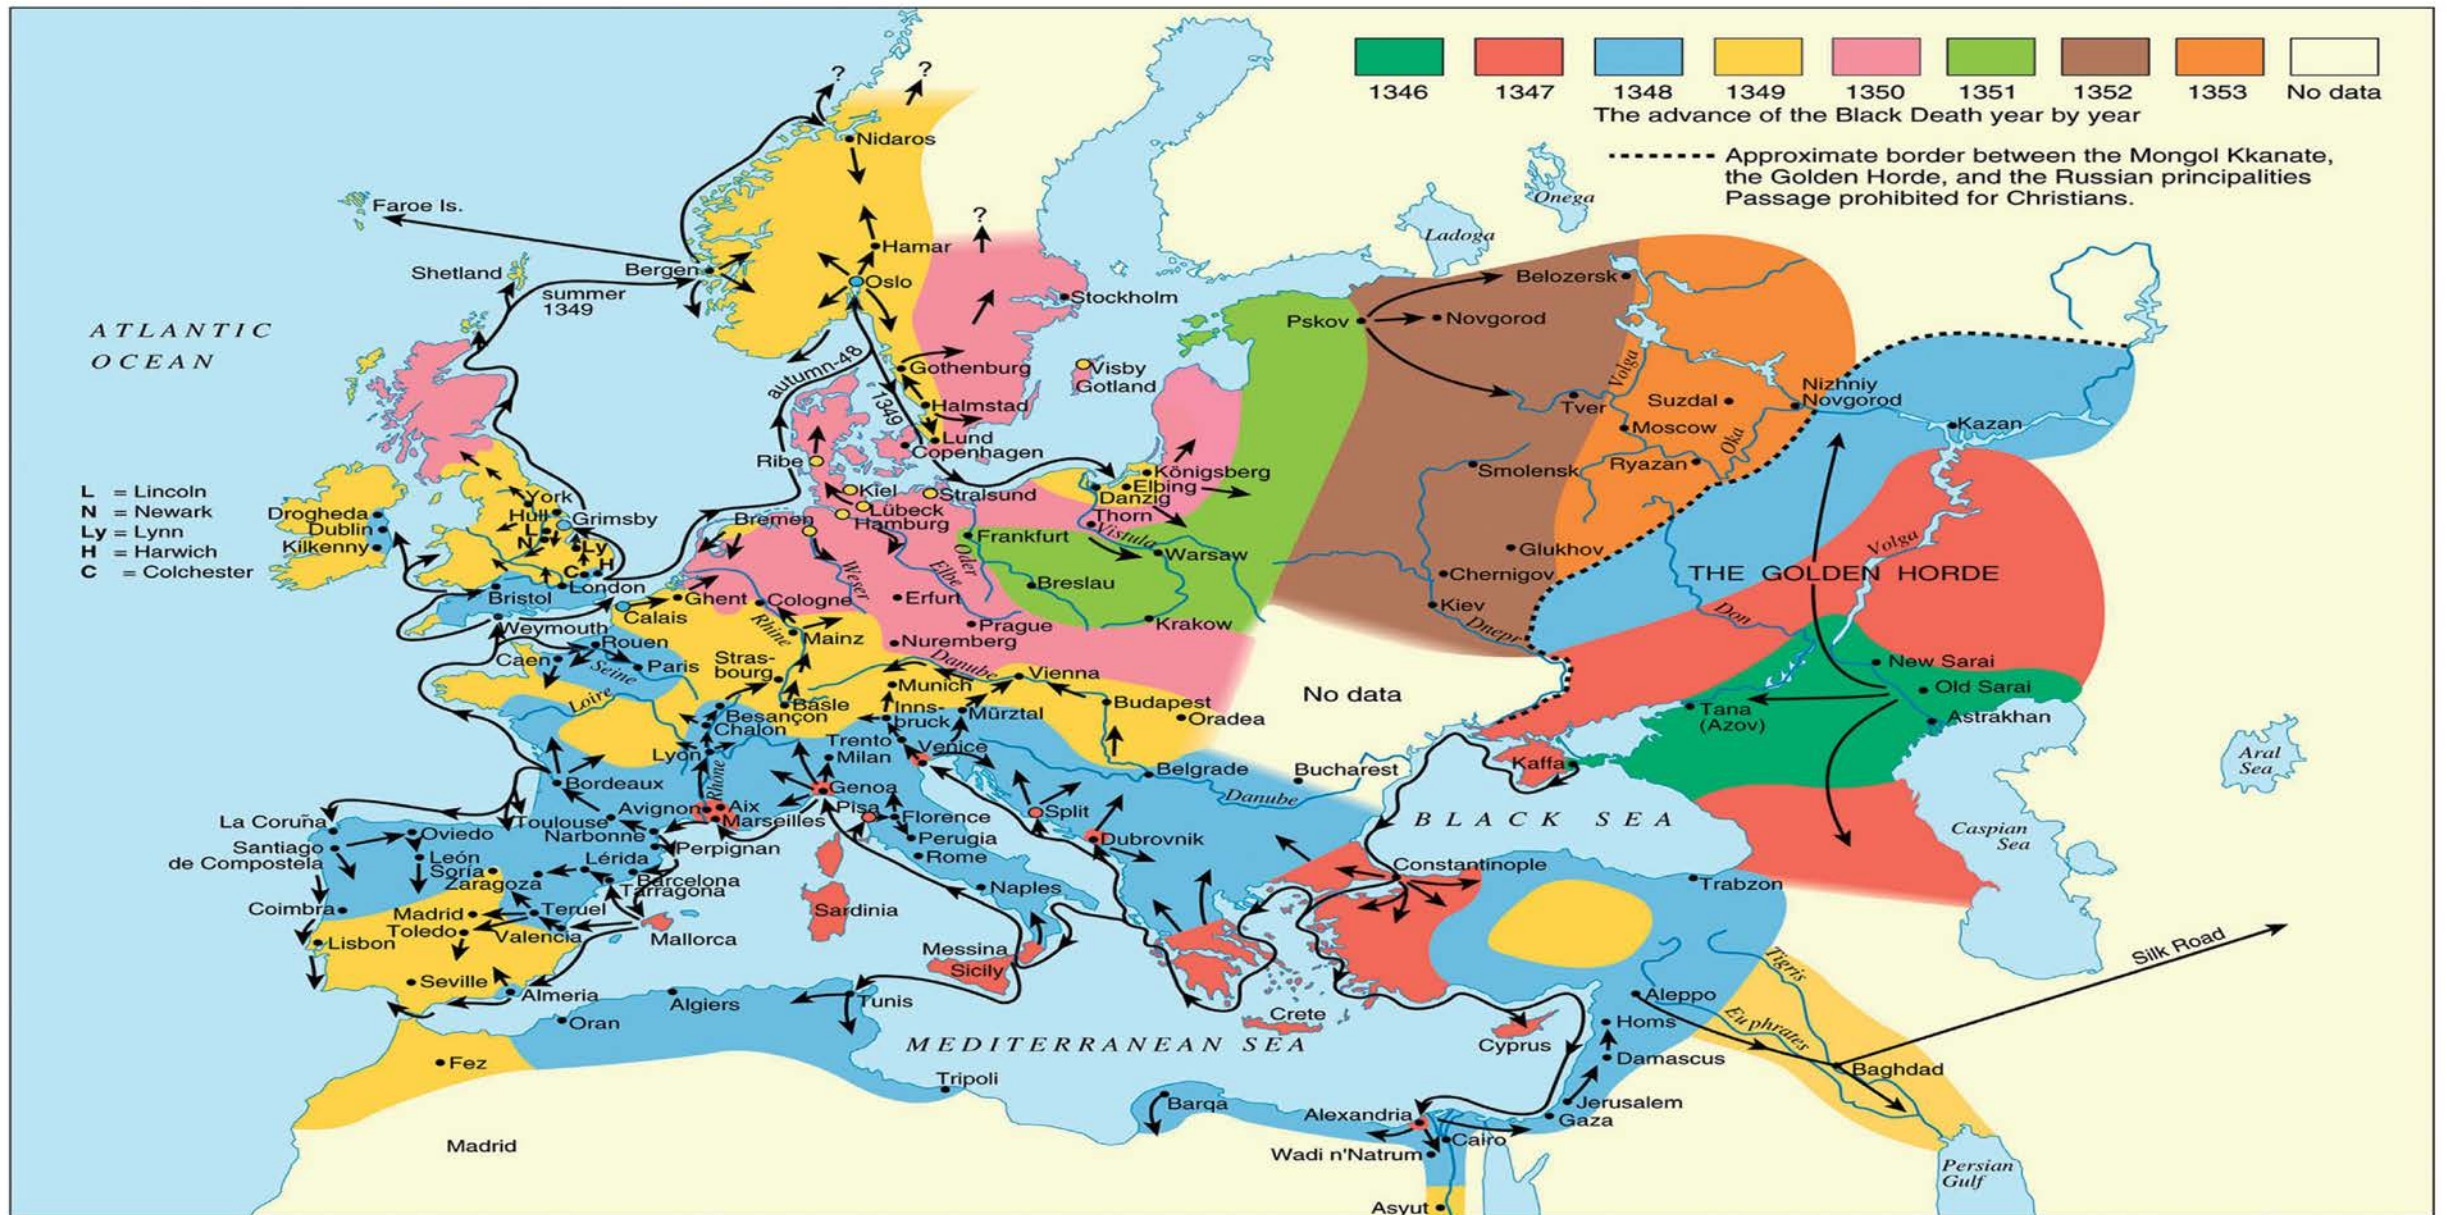 1346
1347
1348
1349
1350
1351
1352
1353
No data
The advance of the Black Death year by year
Approximate border between the Mongol Kkanate,
the Golden Horde, and the Russian principalities
Passage prohibited for Christians.
?
?
Nidaros
Onega
Faroe Is.
?
Ladoga
Hamar
Shetland
Bergen
Oslo
Belozersk
summer
1349
Stockholm
Pskov
Novgorod
ATLANTIC
OCEAN
autumn-48
Gothenburg
Visby
Gotland
Volga
Nizhniy
Novgorod
1349
Halmstad
Tver
Suzdal
Kazan
Lund
Copenhagen
Moscow
Oka
Ribe
Königsberg
Smolensk
Ryazan
L = Lincoln
N = Newark
Ly = Lynn
H = Harwich
C = Colchester
York
Kiel
Stralsund
Elbing
Danzig
Drogheda
Dublin
Kilkenny
Hull
Grimsby
L
N
Ly
Bremen
Lübeck
Hamburg
Thorn
Vistula
Frankfurt
Warsaw
Glukhov
Volga
C
H
London
Weser
Elbe
Oder
Breslau
Chernigov
THE GOLDEN HORDE
Bristol
Calais
Ghent
Cologne
Erfurt
Kiev
Don
Weymouth
Rhine
Mainz
Prague
Krakow
Dnepr
Rouen
Nuremberg
Caen
Seine
Paris
Stras-
bourg
Danube
Vienna
New Sarai
Loire
Munich
No data
Old Sarai
Basle
Besançon
Inns-
bruck
Mürztal
Budapest
Oradea
Tana
(Azov)
Astrakhan
Chalon
Lyon
Trento
Milan
Venice
Aral
Sea
Bordeaux
Rhône
Belgrade
Bucharest
Kaffa
Genoa
Danube
La Coruña
Avignon
Aix
Pisa
Toulouse
Marseilles
Florence
Split
BLACK SEA
Caspian
Sea
Oviedo
Narbonne
Perugia
Dubrovnik
Santiago
de Compostela
Perpignan
León
Lérida
Rome
Constantinople
Soría
Zaragoza
Barcelona
Tarragona
Naples
Trabzon
Coimbra
Madrid
Teruel
Sardinia
Toledo
Valencia
Lisbon
Mallorca
Messina
Silk Road
Seville
Sicily
Tigris
Almeria
Algiers
Tunis
Aleppo
Oran
Crete
Homs
Euphrates
MEDITERRANEAN SEA
Cyprus
Fez
Damascus
Baghdad
Tripoli
Barqa
Alexandria
Jerusalem
Gaza
Madrid
Cairo
Wadi n'Natrum
Persian
Gulf
Asyut